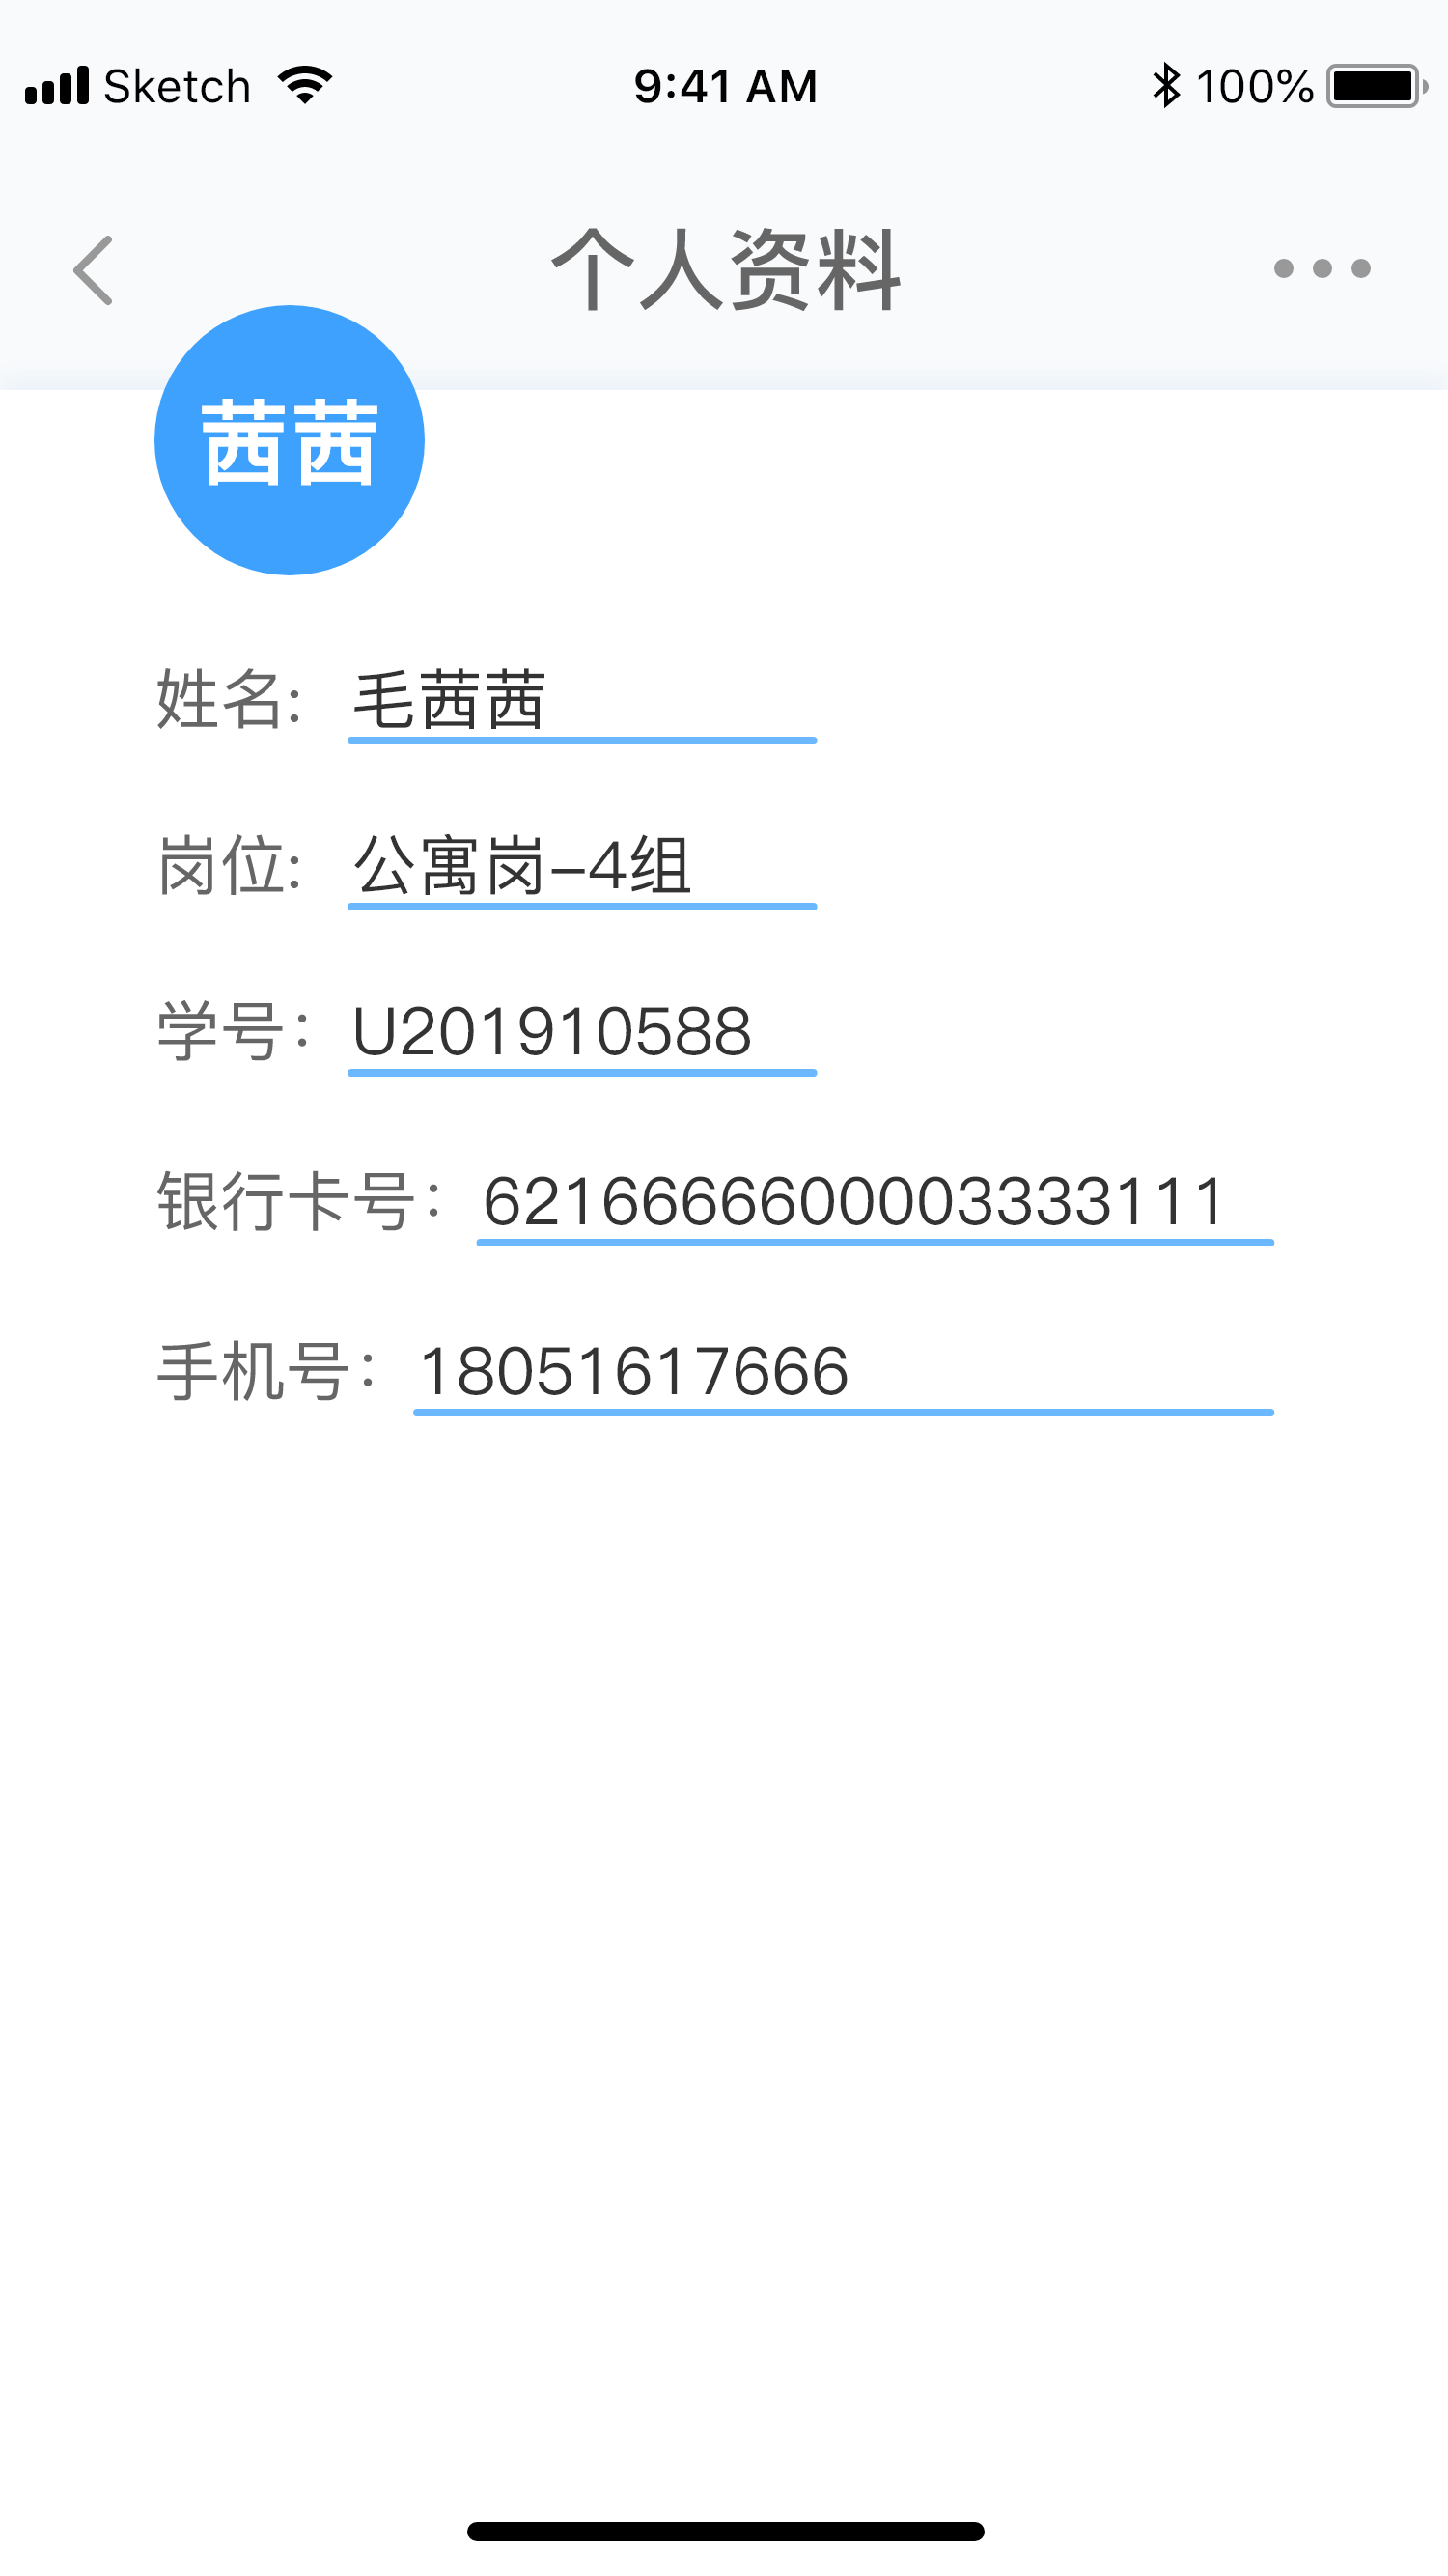 Sketch 9:41 AM 100%
个人资料
茜茜
姓名: 毛茜茜
岗位: 公寓岗–4组
学号： U201910588
银行卡号： 6216666600003333111
手机号： 18051617666